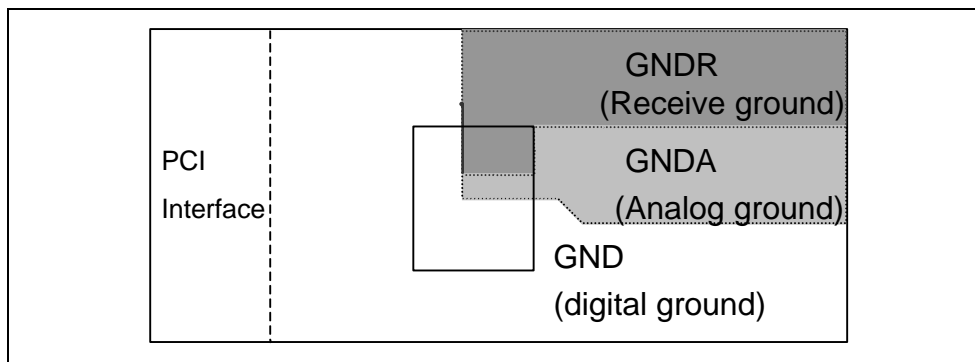 GNDR
(Receive ground)
PCI
Interface
GNDA
(Analog ground)
GND
(digital ground)